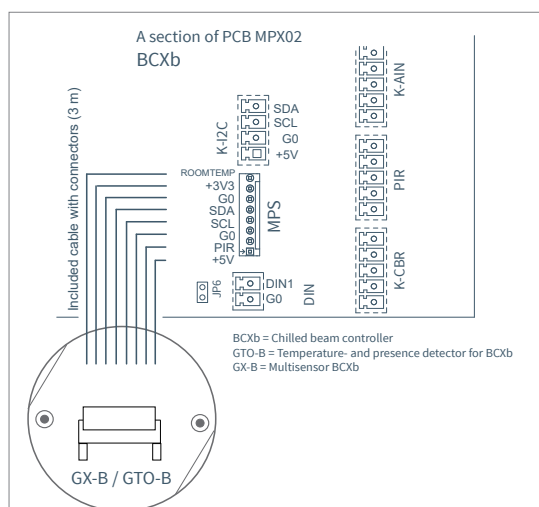 A section of PCB MPX02
BCXb
K-AIN
SDA
SCL
G0
+5V
K-I2C
Included cable with connectors (3 m)
ROOMTEMP
+3V3
G0
SDA
SCL
G0
PIR
+5V
MPS
PIR
JP6
DIN1
G0
DIN
K-CBR
BCXb = Chilled beam controller
GTO-B = Temperature- and presence detector for BCXb
GX-B = Multisensor BCXb
GX-B / GTO-B